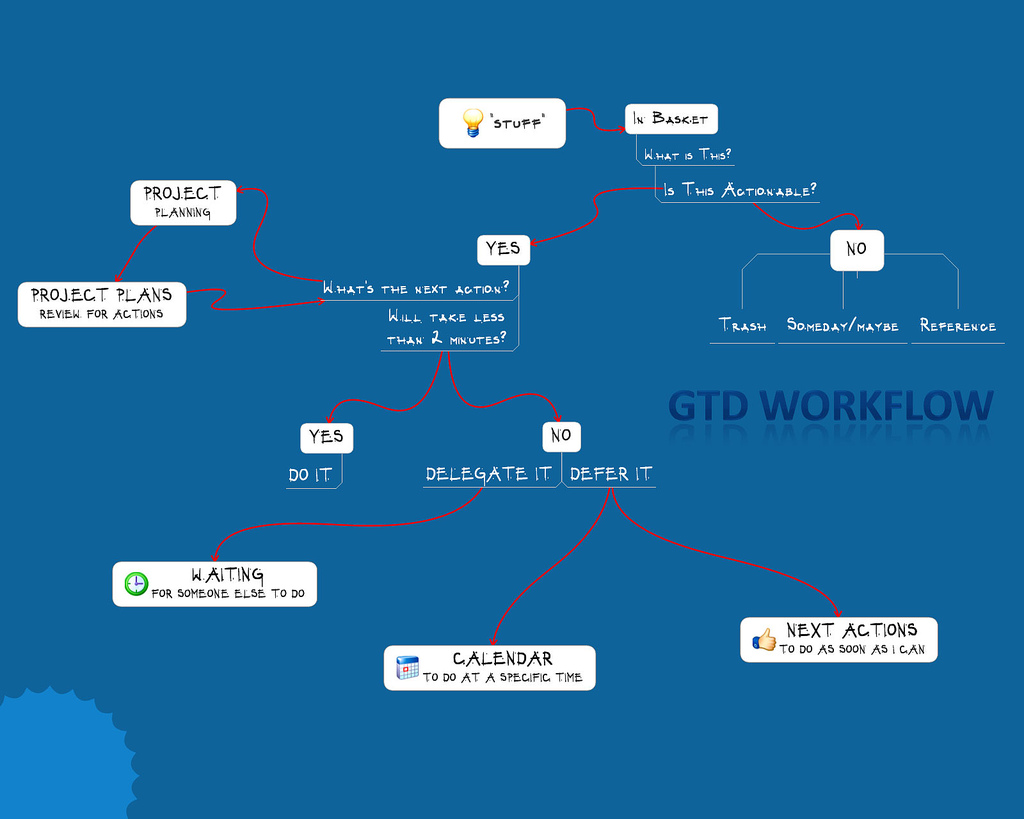 "STUFF"
IN BASKET
WHAT IS THIS?
IS THIS ACTIONABLE?
PROJECT
PLANNING
YES
NO
WHAT'S THE NEXT ACTION?
PROJECT PLANS
REVIEW FOR ACTIONS
WILL TAKE LESS
THAN 2 MINUTES?
TRASH
SOMEDAY/MAYBE
REFERENCE
GTD WORKFLOW
YES
NO
DO IT
DELEGATE IT
DEFER IT
WAITING
FOR SOMEONE ELSE TO DO
CALENDAR
TO DO AT A SPECIFIC TIME
NEXT ACTIONS
TO DO AS SOON AS I CAN